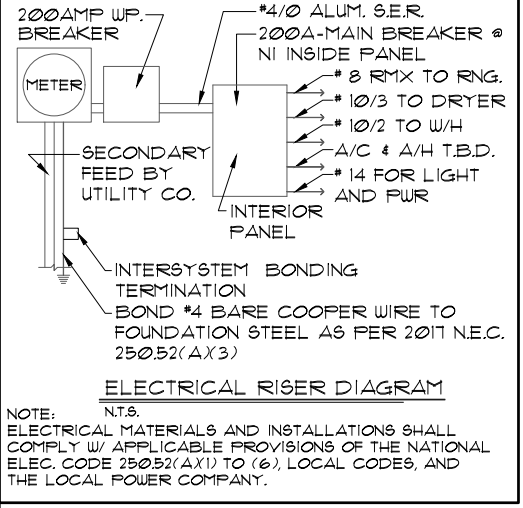 200AMP WP.
BREAKER
#4/0 ALUM. S.E.R.
200A-MAIN BREAKER @
N1 INSIDE PANEL
METER
# 8 RMX TO RNG.
# 10/3 TO DRYER
# 10/2 TO W/H
A/C & A/H T.B.D.
# 14 FOR LIGHT
AND PWR
SECONDARY
FEED BY
UTILITY CO.
INTERIOR
PANEL
INTERSYSTEM BONDING
TERMINATION
BOND #4 BARE COOPER WIRE TO
FOUNDATION STEEL AS PER 2017 N.E.C.
250.52(A)(3)
ELECTRICAL RISER DIAGRAM
N.T.S.
NOTE:
ELECTRICAL MATERIALS AND INSTALLATIONS SHALL
COMPLY W/ APPLICABLE PROVISIONS OF THE NATIONAL
ELEC. CODE 250.52(A)(1) TO (6), LOCAL CODES, AND
THE LOCAL POWER COMPANY.